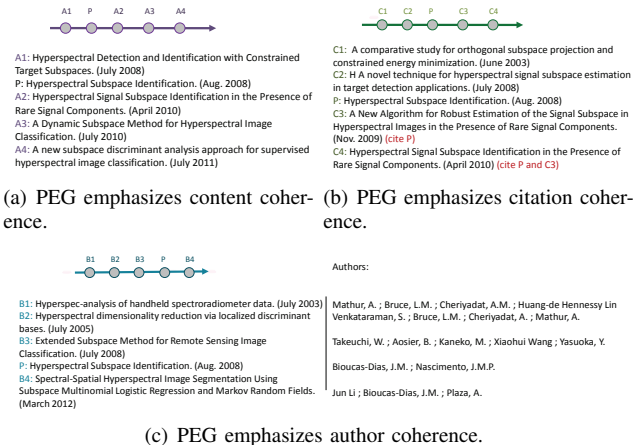 A1 P A2 A3 A4
A1: Hyperspectral Detection and Identification with Constrained
Target Subspaces. (July 2008)
P: Hyperspectral Subspace Identification. (Aug. 2008)
A2: Hyperspectral Signal Subspace Identification in the Presence of
Rare Signal Components. (April 2010)
A3: A Dynamic Subspace Method for Hyperspectral Image
Classification. (July 2010)
A4: A new subspace discriminant analysis approach for supervised
hyperspectral image classification. (July 2011)
(a) PEG emphasizes content coher-
ence.
C1 C2 P C3 C4
C1: A comparative study for orthogonal subspace projection and
constrained energy minimization. (June 2003)
C2: H A novel technique for hyperspectral signal subspace estimation
in target detection applications. (July 2008)
P: Hyperspectral Subspace Identification. (Aug. 2008)
C3: A New Algorithm for Robust Estimation of the Signal Subspace in
Hyperspectral Images in the Presence of Rare Signal Components.
(Nov. 2009) (cite P)
C4: Hyperspectral Signal Subspace Identification in the Presence of
Rare Signal Components. (April 2010) (cite P and C3)
(b) PEG emphasizes citation coher-
ence.
B1 B2 B3 P B4
B1: Hyperspec-analysis of handheld spectroradiometer data. (July 2003)
B2: Hyperspectral dimensionality reduction via localized discriminant
bases. (July 2005)
B3: Extended Subspace Method for Remote Sensing Image
Classification. (July 2008)
P: Hyperspectral Subspace Identification. (Aug. 2008)
B4: Spectral-Spatial Hyperspectral Image Segmentation Using
Subspace Multinomial Logistic Regression and Markov Random Fields.
(March 2012)
Authors:
Mathur, A. ; Bruce, L.M. ; Cheriyadat, A.M. ; Huang-de Hennessy Lin
Venkataraman, S. ; Bruce, L.M. ; Cheriyadat, A. ; Mathur, A.
Takeuchi, W. ; Aosier, B. ; Kaneko, M. ; Xiaohui Wang ; Yasuoka, Y.
Bioucas-Dias, J.M. ; Nascimento, J.M.P.
Jun Li ; Bioucas-Dias, J.M. ; Plaza, A.
(c) PEG emphasizes author coherence.